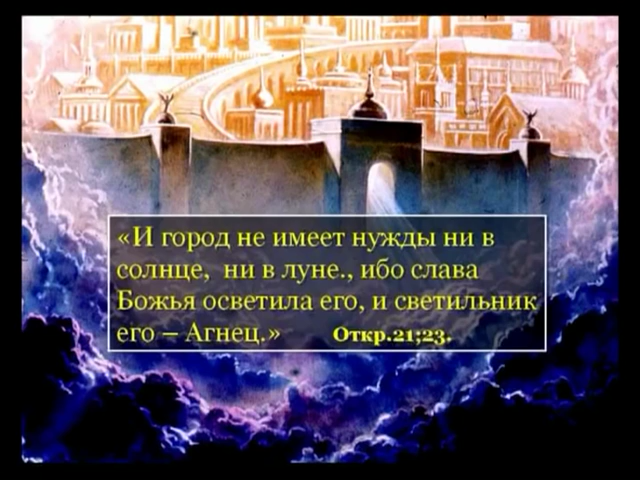 «И город не имеет нужды ни в
солнце,  ни в луне., ибо слава
Божья осветила его, и светильник
его – Агнец.» Откр.21;23.